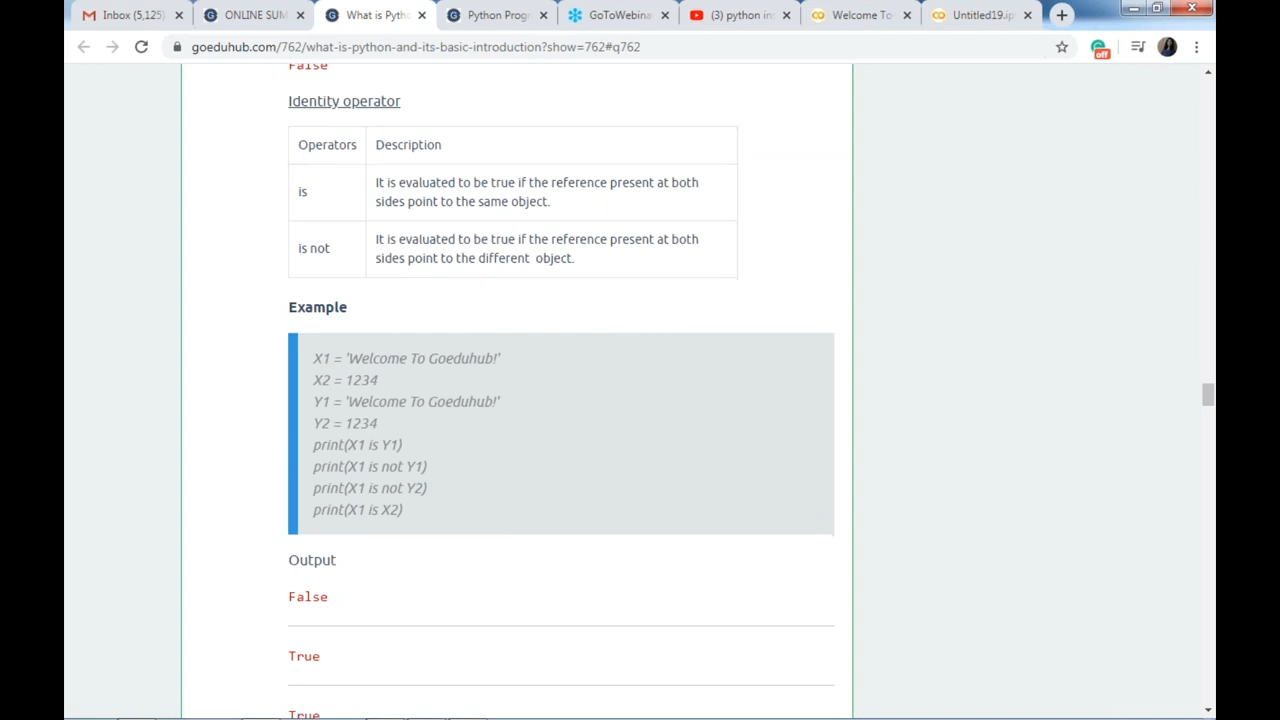 Inbox (5,125)
ONLINE SUM
What is Pyth
Python Prog
GoToWebina
(3) python in
Welcome To
Untitled19.ip
goeduhub.com/762/what-is-python-and-its-basic-introduction?show=762#q762
off
False
Identity operator
Operators Description
is
It is evaluated to be true if the reference present at both
sides point to the same object.
is not
It is evaluated to be true if the reference present at both
sides point to the different object.
Example
X1 = 'Welcome To Goeduhub!'
X2 = 1234
Y1 = 'Welcome To Goeduhub!'
Y2 = 1234
print(X1 is Y1)
print(X1 is not Y1)
print(X1 is not Y2)
print(X1 is X2)
Output
False
True
True